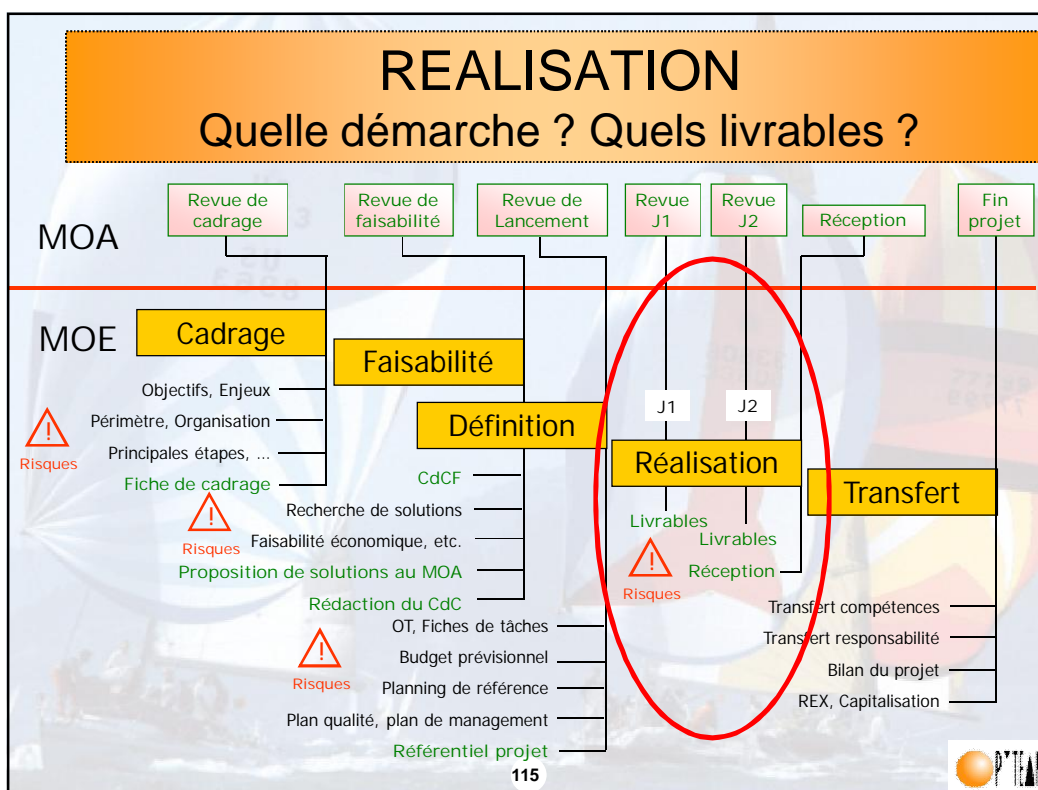 REALISATION
Quelle démarche ? Quels livrables ?
Revue de
cadrage
Revue de
faisabilité
Revue de
Lancement
Revue
J1
Revue
J2
Réception
Fin
projet
MOA
MOE
Cadrage
Objectifs, Enjeux
Périmètre, Organisation
Principales étapes, ...
Fiche de cadrage
!
Risques
Faisabilité
Définition
CdCF
Recherche de solutions
Faisabilité économique, etc.
Proposition de solutions au MOA
Rédaction du CdC
!
Risques
OT, Fiches de tâches
Budget prévisionnel
Planning de référence
Plan qualité, plan de management
Référentiel projet
!
Risques
J1
J2
Réalisation
Livrables
Livrables
Réception
!
Risques
Transfert
Transfert compétences
Transfert responsabilité
Bilan du projet
REX, Capitalisation
115